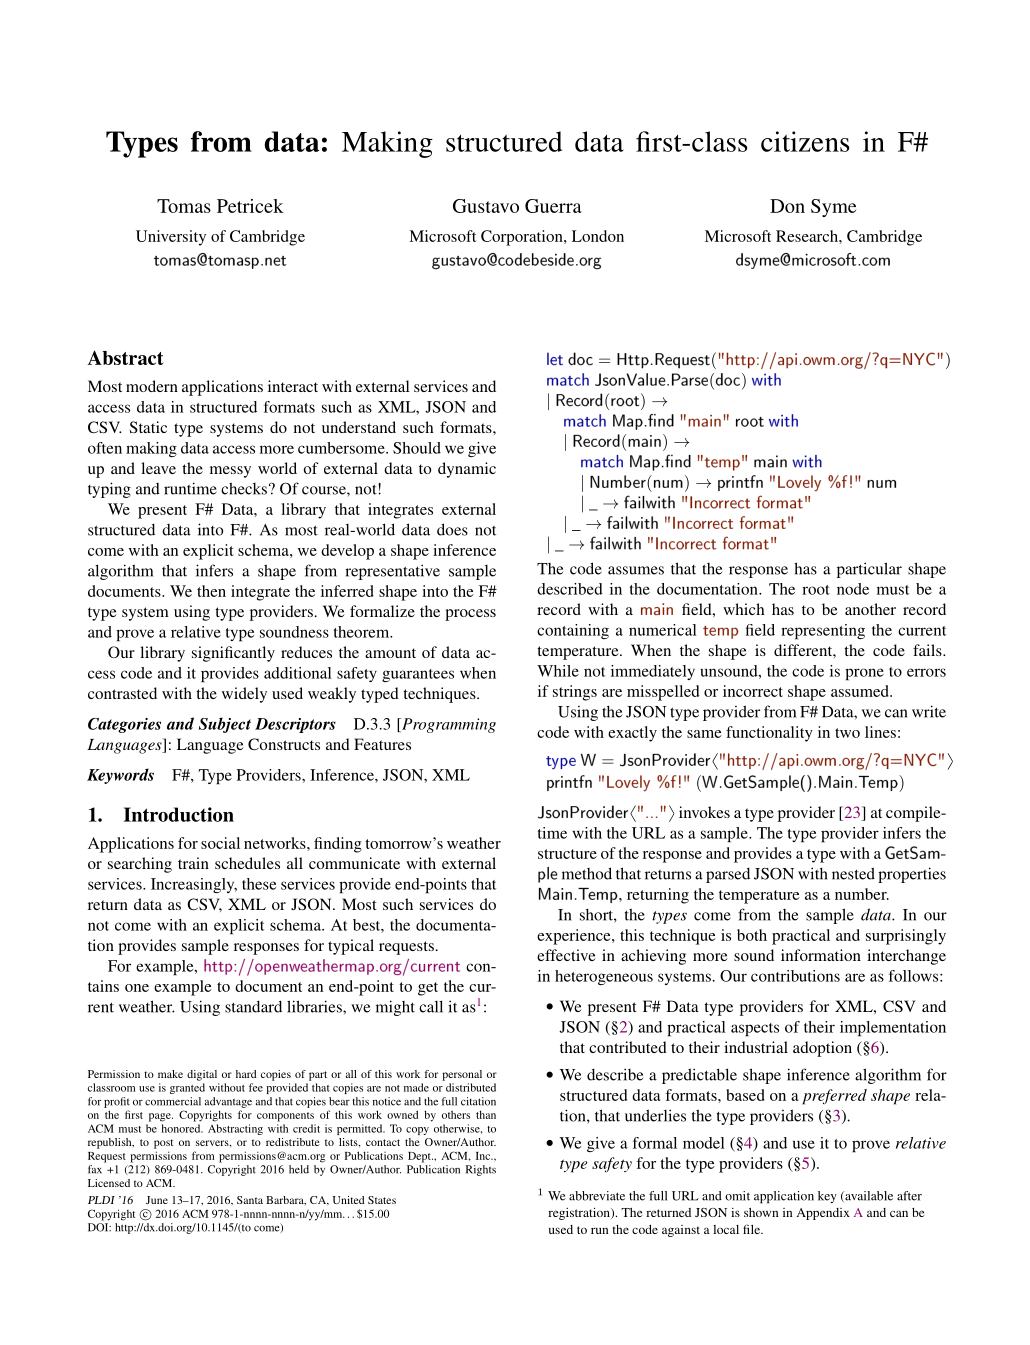 Types from data: Making structured data first-class citizens in F#
Tomas Petricek
University of Cambridge
tomas@tomasp.net
Gustavo Guerra
Microsoft Corporation, London
gustavo@codebeside.org
Don Syme
Microsoft Research, Cambridge
dsyme@microsoft.com
Abstract
Most modern applications interact with external services and
access data in structured formats such as XML, JSON and
CSV. Static type systems do not understand such formats,
often making data access more cumbersome. Should we give
up and leave the messy world of external data to dynamic
typing and runtime checks? Of course, not!
We present F# Data, a library that integrates external
structured data into F#. As most real-world data does not
come with an explicit schema, we develop a shape inference
algorithm that infers a shape from representative sample
documents. We then integrate the inferred shape into the F#
type system using type providers. We formalize the process
and prove a relative type soundness theorem.
Our library significantly reduces the amount of data ac-
cess code and it provides additional safety guarantees when
contrasted with the widely used weakly typed techniques.
Categories and Subject Descriptors D.3.3 [Programming
Languages]: Language Constructs and Features
Keywords F#, Type Providers, Inference, JSON, XML
1. Introduction
Applications for social networks, finding tomorrow's weather
or searching train schedules all communicate with external
services. Increasingly, these services provide end-points that
return data as CSV, XML or JSON. Most such services do
not come with an explicit schema. At best, the documenta-
tion provides sample responses for typical requests.
For example, http://openweathermap.org/current con-
tains one example to document an end-point to get the cur-
rent weather. Using standard libraries, we might call it as1:
Permission to make digital or hard copies of part or all of this work for personal or
classroom use is granted without fee provided that copies are not made or distributed
for profit or commercial advantage and that copies bear this notice and the full citation
on the first page. Copyrights for components of this work owned by others than
ACM must be honored. Abstracting with credit is permitted. To copy otherwise, to
republish, to post on servers, or to redistribute to lists, contact the Owner/Author.
Request permissions from permissions@acm.org or Publications Dept., ACM, Inc.,
fax +1 (212) 869-0481. Copyright 2016 held by Owner/Author. Publication Rights
Licensed to ACM.
PLDI '16 June 13–17, 2016, Santa Barbara, CA, United States
Copyright © 2016 ACM 978-1-nnnn-nnnn-n/yy/mm. . . $15.00
DOI: http://dx.doi.org/10.1145/(to come)
let doc = Http.Request("http://api.owm.org/?q=NYC")
match JsonValue.Parse(doc) with
| Record(root) →
match Map.find "main" root with
| Record(main) →
match Map.find "temp" main with
| Number(num) → printfn "Lovely %f!" num
| _ → failwith "Incorrect format"
| _ → failwith "Incorrect format"
| _ → failwith "Incorrect format"
The code assumes that the response has a particular shape
described in the documentation. The root node must be a
record with a main field, which has to be another record
containing a numerical temp field representing the current
temperature. When the shape is different, the code fails.
While not immediately unsound, the code is prone to errors
if strings are misspelled or incorrect shape assumed.
Using the JSON type provider from F# Data, we can write
code with exactly the same functionality in two lines:
type W = JsonProvider⟨"http://api.owm.org/?q=NYC"⟩
printfn "Lovely %f!" (W.GetSample().Main.Temp)
JsonProvider⟨"..."⟩ invokes a type provider [23] at compile-
time with the URL as a sample. The type provider infers the
structure of the response and provides a type with a GetSam-
ple method that returns a parsed JSON with nested properties
Main.Temp, returning the temperature as a number.
In short, the types come from the sample data. In our
experience, this technique is both practical and surprisingly
effective in achieving more sound information interchange
in heterogeneous systems. Our contributions are as follows:
• We present F# Data type providers for XML, CSV and
JSON (§2) and practical aspects of their implementation
that contributed to their industrial adoption (§6).
• We describe a predictable shape inference algorithm for
structured data formats, based on a preferred shape rela-
tion, that underlies the type providers (§3).
• We give a formal model (§4) and use it to prove relative
type safety for the type providers (§5).
1 We abbreviate the full URL and omit application key (available after
registration). The returned JSON is shown in Appendix A and can be
used to run the code against a local file.